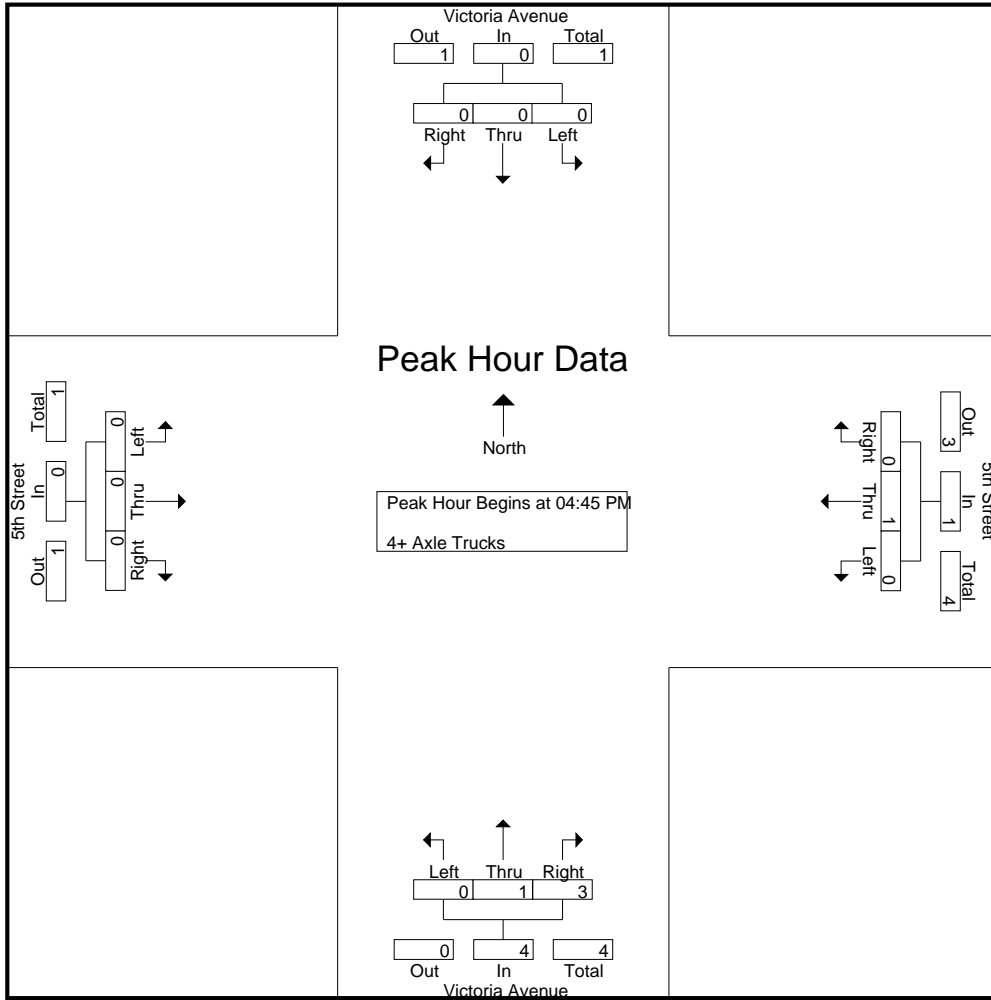 Victoria Avenue
Out In Total
1 0 1
0 0 0
Right Thru Left
Peak Hour Data
North
Peak Hour Begins at 04:45 PM
4+ Axle Trucks
5th Street
Total In Out
1 0 1
0 0 0
Left Thru Right
5th Street
Out In Total
3 1 4
0 1 0
Right Thru Left
Left Thru Right
0 1 3
0 4 4
Out In Total
Victoria Avenue